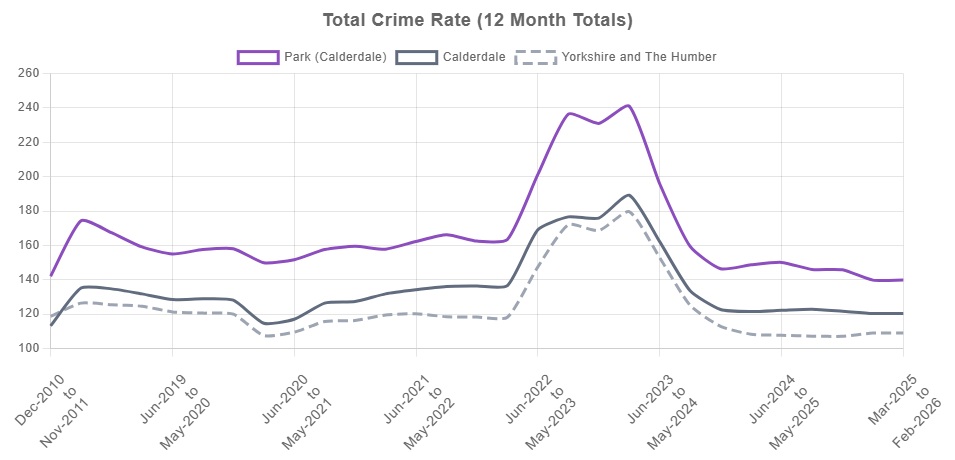 Total Crime Rate (12 Month Totals)
Park (Calderdale) Calderdale Yorkshire and The Humber
260
240
220
200
180
160
140
120
100
Dec-2010 to Nov-2011
Jun-2019 to May-2020
Jun-2020 to May-2021
Jun-2021 to May-2022
Jun-2022 to May-2023
Jun-2023 to May-2024
Jun-2024 to May-2025
Mar-2025 to Feb-2026